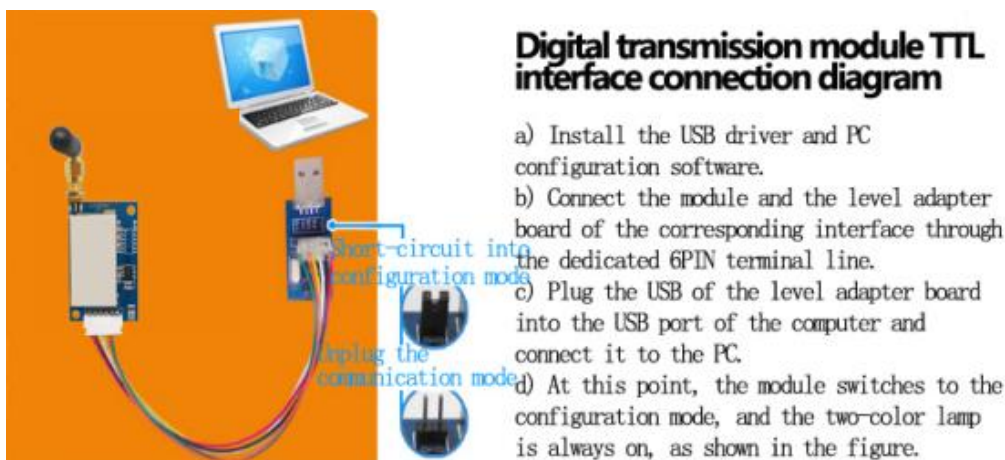 Digital transmission module TTL
interface connection diagram
a) Install the USB driver and PC
configuration software.
b) Connect the module and the level adapter
board of the corresponding interface through
the dedicated 6PIN terminal line.
c) Plug the USB of the level adapter board
into the USB port of the computer and
connect it to the PC.
d) At this point, the module switches to the
configuration mode, and the two-color lamp
is always on, as shown in the figure.
Short-circuit into
configuration mode
Unplug the
communication mode